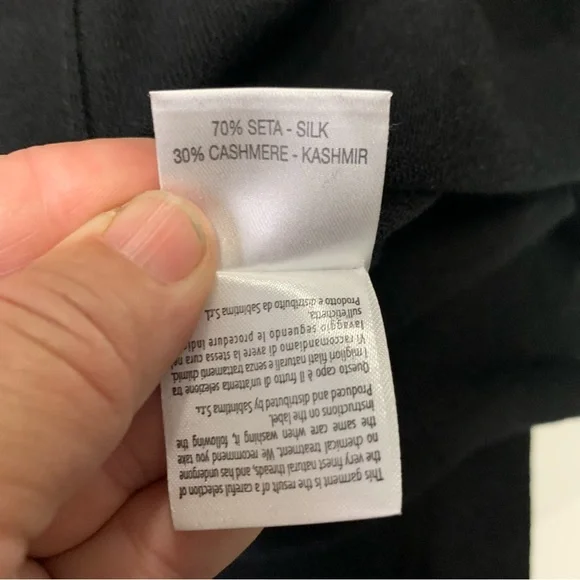 70% SETA - SILK
30% CASHMERE - KASHMIR
This garment is the result of a careful selection of
the very finest natural threads, and has undergone
no chemical treatment. We recommend you take
the same care when washing it, following the
instructions on the label.
Produced and distributed by Sabintima S.r.l.
Questo capo è il frutto di un'attenta selezione tra
i migliori filati naturali e senza trattamenti chimici.
Vi raccomandiamo di avere la stessa cura
lavaggio seguendo le procedure
sull'etichetta.
Prodotto e distribuito da Sabintima S.r.l.